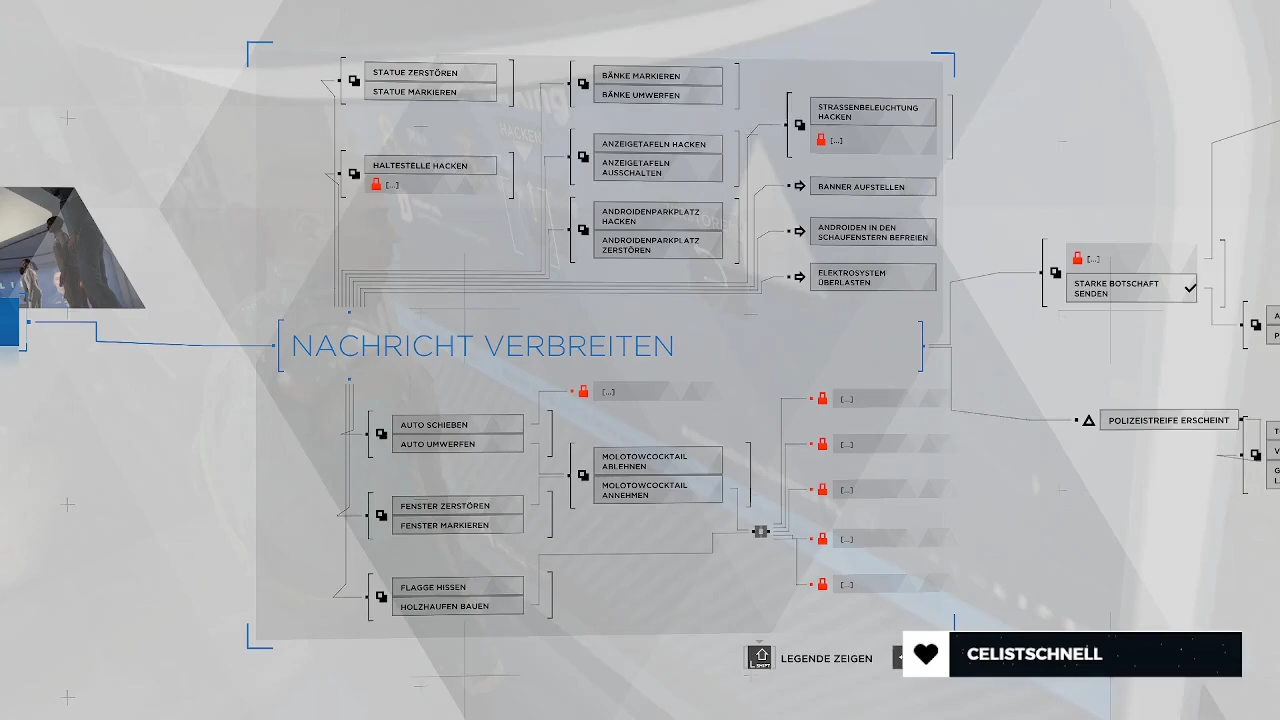 STATUE ZERSTÖREN
STATUE MARKIEREN
HALTESTELLE HACKEN
[...]
BÄNKE MARKIEREN
BÄNKE UMWERFEN
ANZEIGETAFELN HACKEN
ANZEIGETAFELN
AUSSCHALTEN
ANDROIDENPARKPLATZ
HACKEN
ANDROIDENPARKPLATZ
ZERSTÖREN
STRASSENBELEUCHTUNG
HACKEN
[...]
BANNER AUFSTELLEN
ANDROIDEN IN DEN
SCHAUFENSTERN BEFREIEN
ELEKTROSYSTEM
ÜBERLASTEN
[...]
STARKE BOTSCHAFT
SENDEN
NACHRICHT VERBREITEN
[...]
AUTO SCHIEBEN
AUTO UMWERFEN
MOLOTOWCOCKTAIL
ABLEHNEN
MOLOTOWCOCKTAIL
ANNEHMEN
FENSTER ZERSTÖREN
FENSTER MARKIEREN
FLAGGE HISSEN
HOLZHAUFEN BAUEN
[...]
[...]
[...]
[...]
[...]
POLIZEISTREIFE ERSCHEINT
L SHIFT
LEGENDE ZEIGEN
CELISTSCHNELL